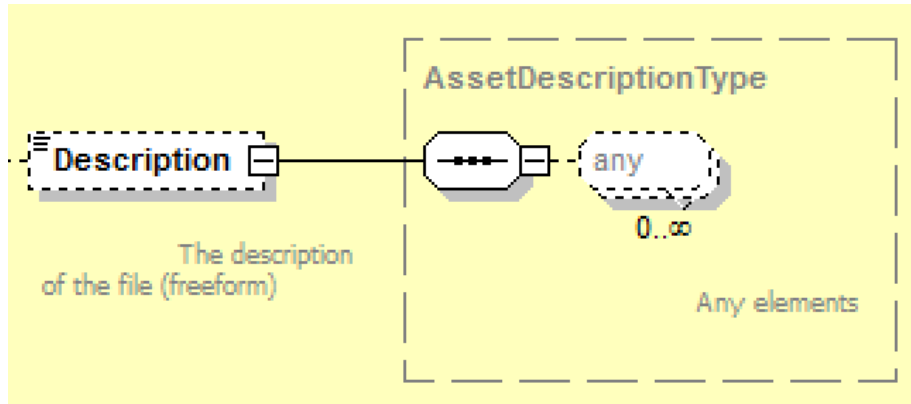 AssetDescriptionType
Description
any
0..∞
The description
of the file (freeform)
Any elements